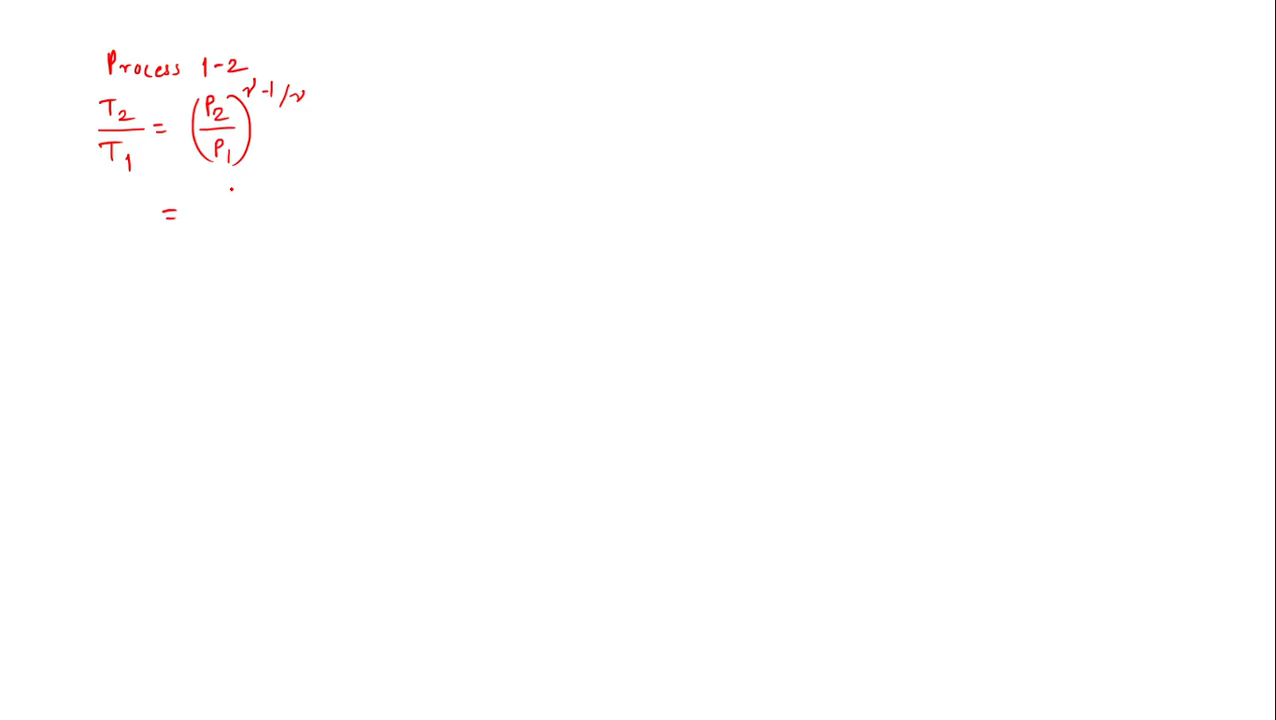 Process 1-2
T2/T1 = (P2/P1)^γ-1/γ
=